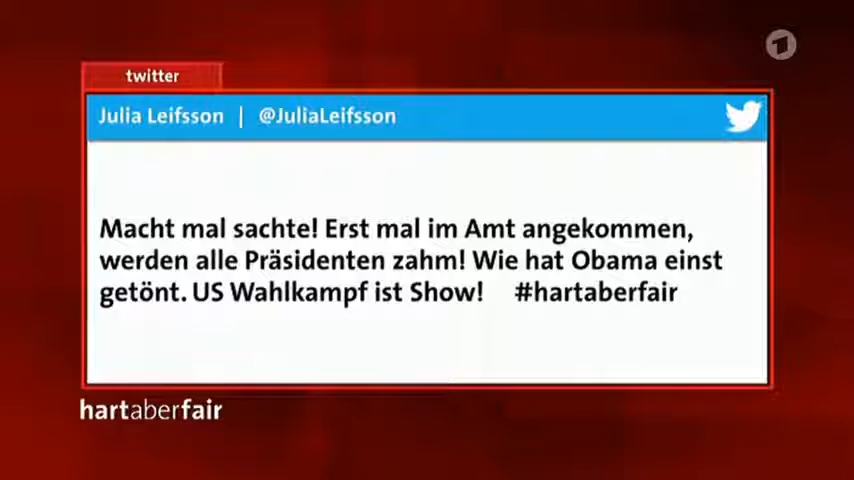 1
twitter
Julia Leifsson | @JuliaLeifsson
Macht mal sachte! Erst mal im Amt angekommen,
werden alle Präsidenten zahm! Wie hat Obama einst
getönt. US Wahlkampf ist Show! #hartaberfair
hartaberfair